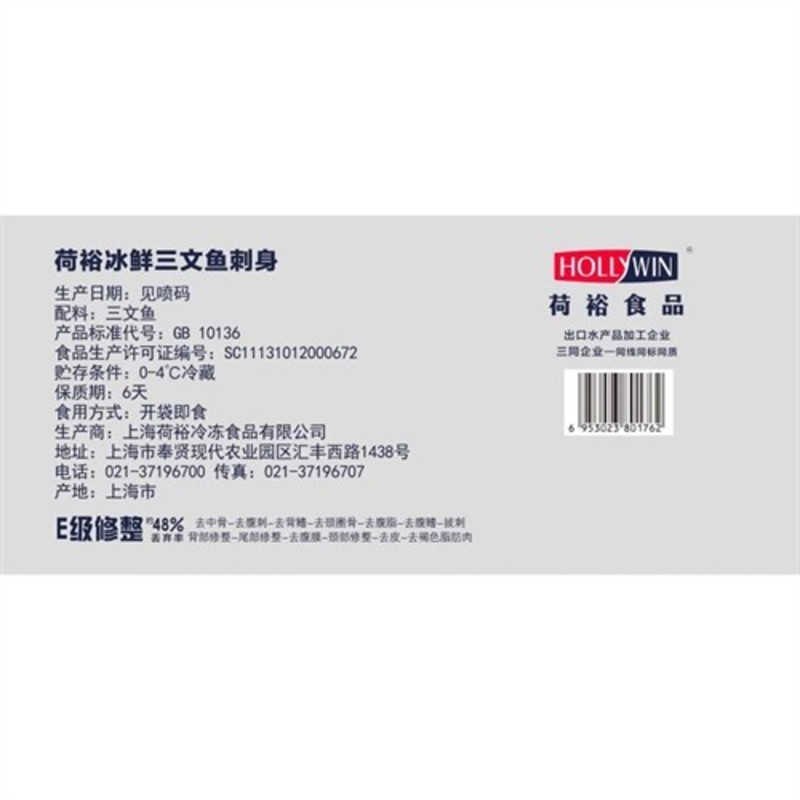 荷裕冰鲜三文鱼刺身
生产日期：见喷码
配料：三文鱼
产品标准代号：GB 10136
食品生产许可证编号：SC11131012000672
贮存条件：0-4℃冷藏
保质期：6天
食用方式：开袋即食
生产商：上海荷裕冷冻食品有限公司
地址：上海市奉贤现代农业园区汇丰西路1438号
电话：021-37196700 传真：021-37196707
产地：上海市
E级修整 约48% 丢弃率
去中骨-去腹刺-去背鳍-去颈圈骨-去腹脂-去腹鳍-拔刺
背部修整-尾部修整-去腹膜-颈部修整-去皮-去褐色脂肪肉
HOLLYWIN ®
荷裕食品
出口水产品加工企业
三同企业—同线同标同质
6 953023 801762